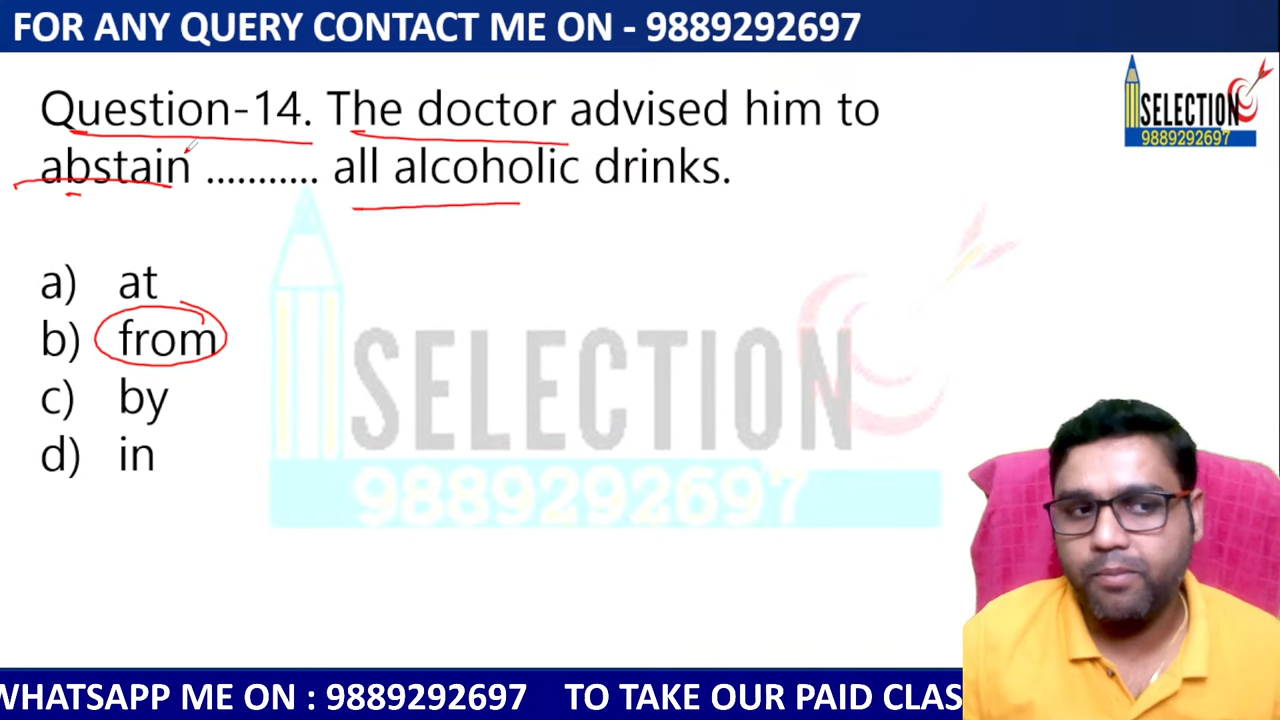 FOR ANY QUERY CONTACT ME ON - 9889292697
SELECTION
9889292697
Question-14. The doctor advised him to
abstain ........... all alcoholic drinks.
a) at
b) from
c) by
d) in
SELECTION
9889292697
WHATSAPP ME ON : 9889292697 TO TAKE OUR PAID CLAS